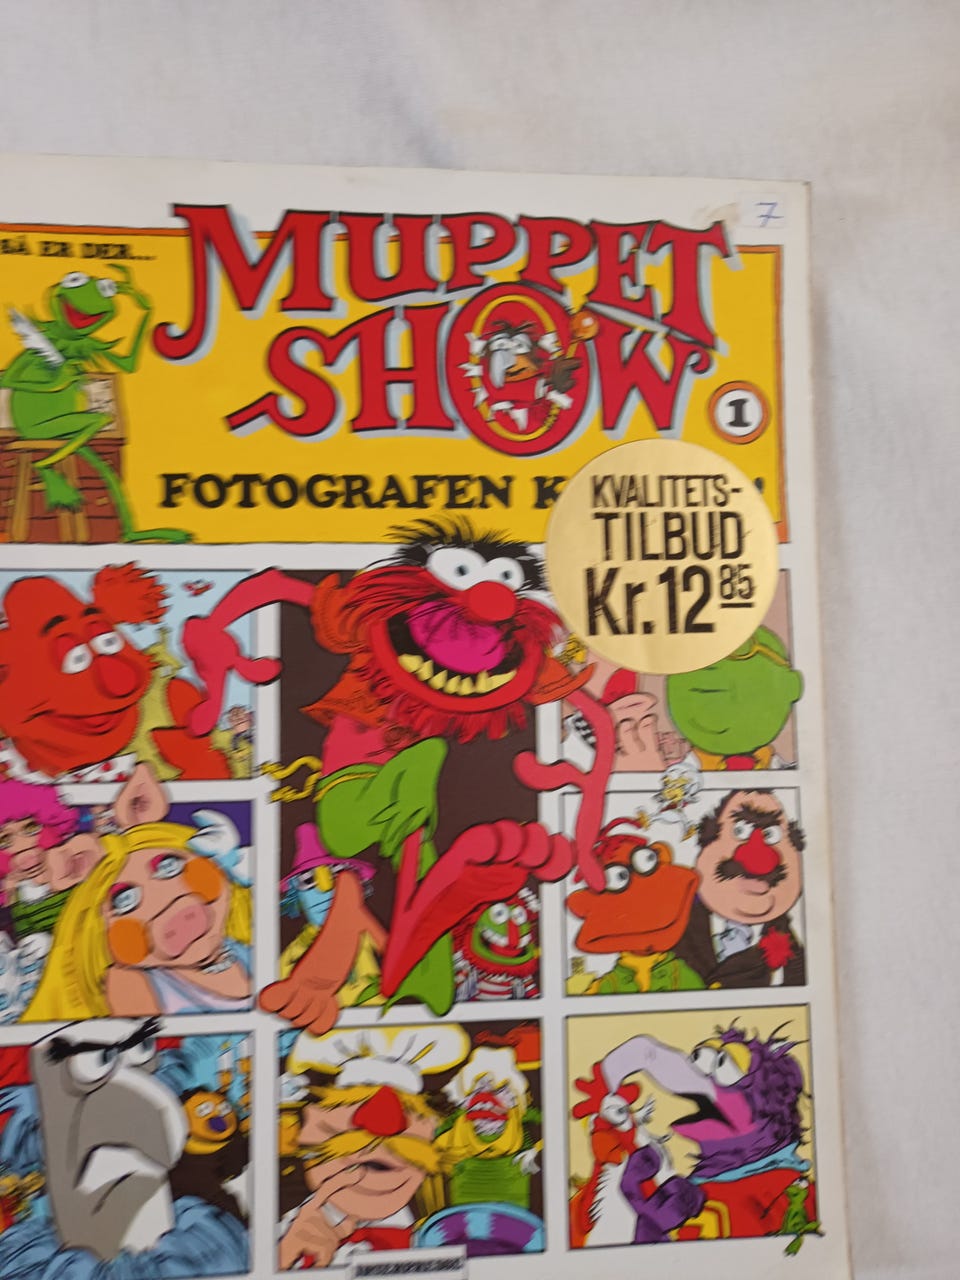 7
SÅ ER DER...
MUPPET
SHOW
1
FOTOGRAFEN K
KVALITETS-
TILBUD
Kr. 12 85